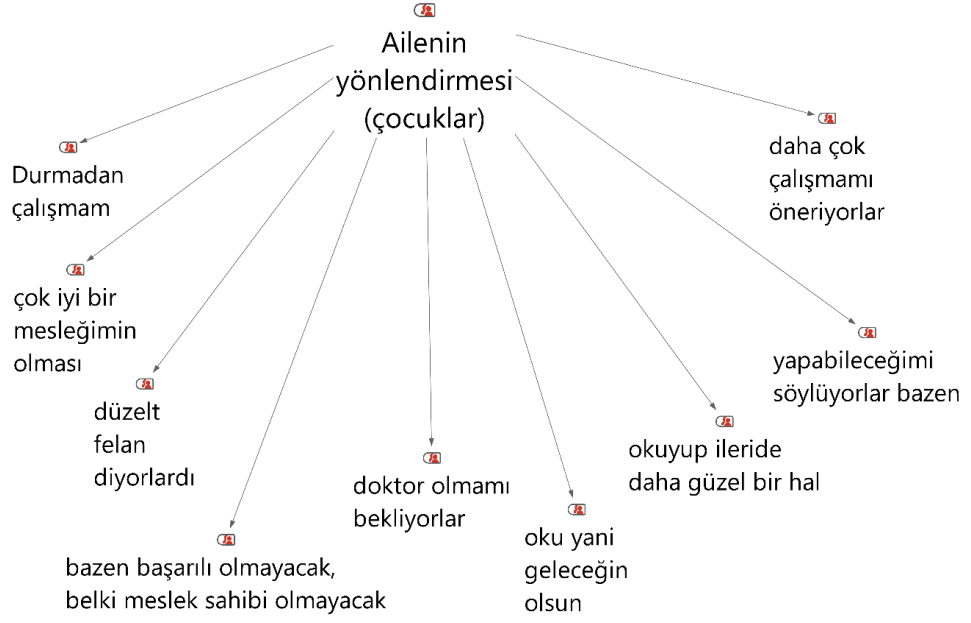 Ailenin
yönlendirmesi
(çocuklar)
Durmadan
çalışmam
çok iyi bir
mesleğimin
olması
düzelt
felan
diyorlardı
bazen başarılı olmayacak,
belki meslek sahibi olmayacak
doktor olmamı
bekliyorlar
oku yani
geleceğin
olsun
okuyup ileride
daha güzel bir hal
yapabileceğimi
söylüyorlar bazen
daha çok
çalışmamı
öneriyorlar